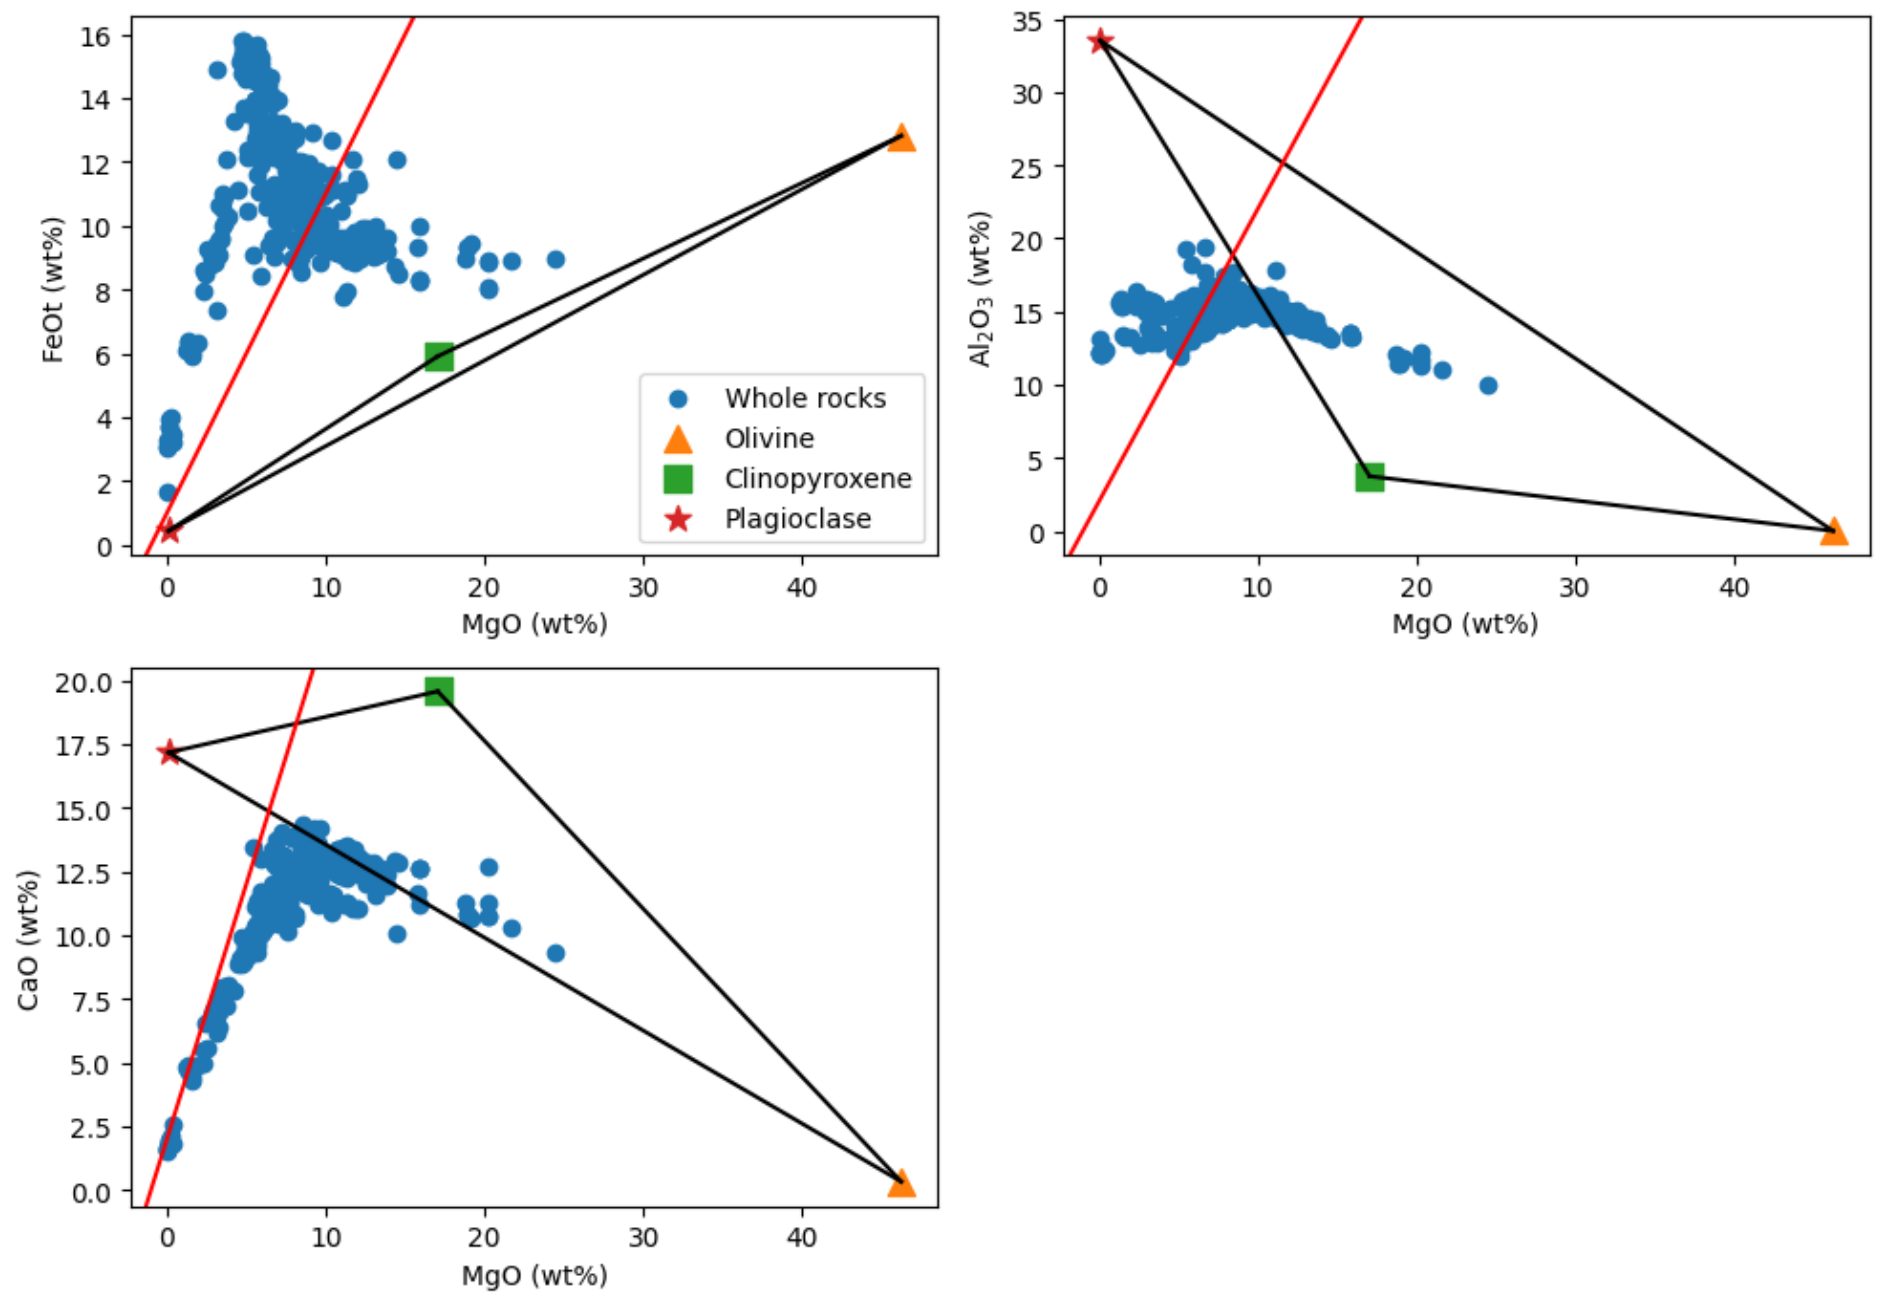 16
14
12
10
8
6
4
2
0
FeOt (wt%)
0 10 20 30 40
MgO (wt%)
Whole rocks
Olivine
Clinopyroxene
Plagioclase
35
30
25
20
15
10
5
0
Al₂O₃ (wt%)
0 10 20 30 40
MgO (wt%)
20.0
17.5
15.0
12.5
10.0
7.5
5.0
2.5
0.0
CaO (wt%)
0 10 20 30 40
MgO (wt%)